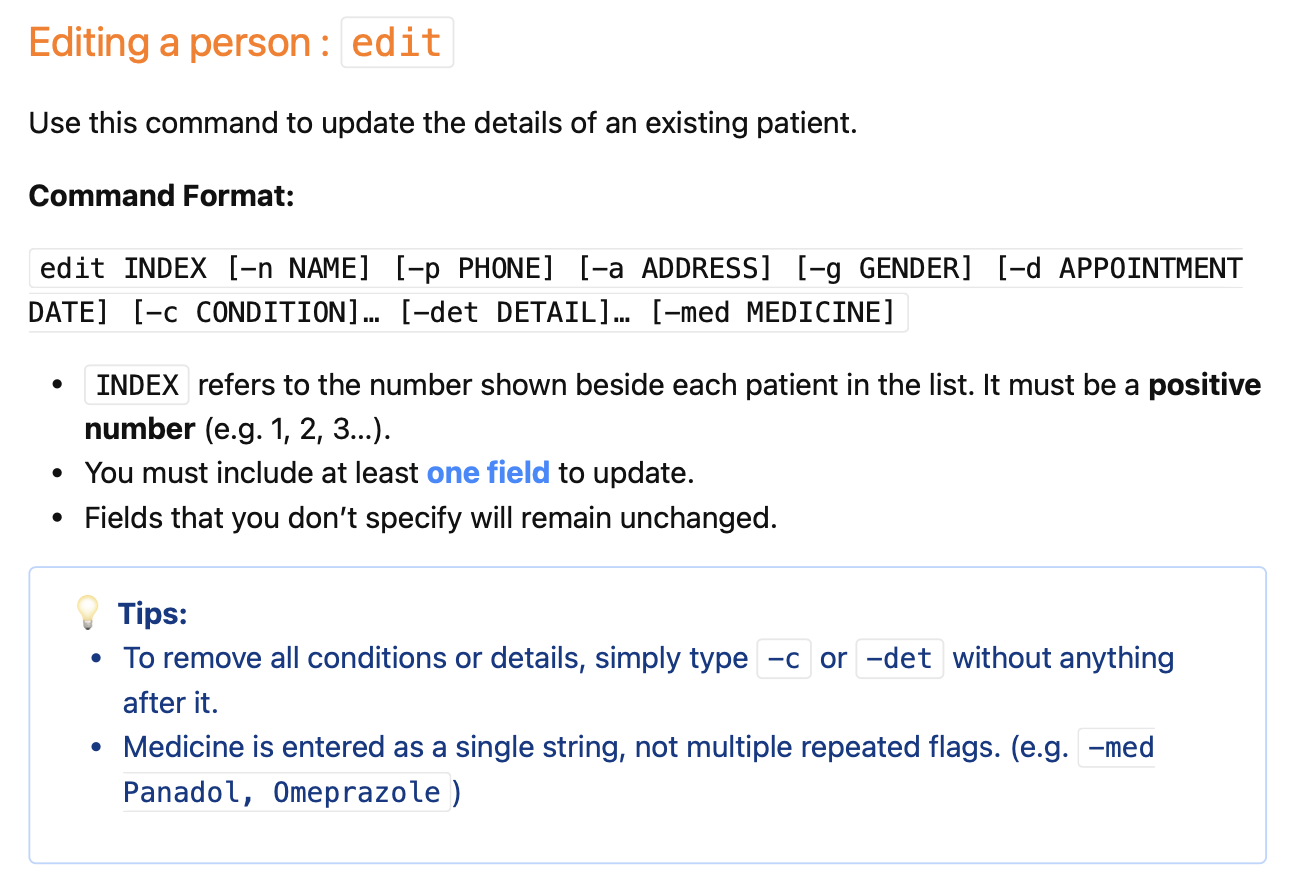 Editing a person : edit
Use this command to update the details of an existing patient.
Command Format:
edit INDEX [-n NAME] [-p PHONE] [-a ADDRESS] [-g GENDER] [-d APPOINTMENT
DATE] [-c CONDITION]… [-det DETAIL]… [-med MEDICINE]
• INDEX refers to the number shown beside each patient in the list. It must be a positive
number (e.g. 1, 2, 3…).
• You must include at least one field to update.
• Fields that you don’t specify will remain unchanged.
💡 Tips:
• To remove all conditions or details, simply type -c or -det without anything
after it.
• Medicine is entered as a single string, not multiple repeated flags. (e.g. -med
Panadol, Omeprazole)